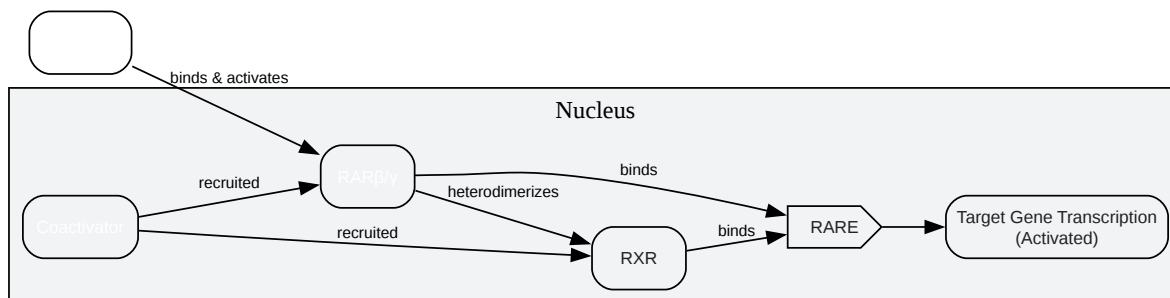 binds & activates
Nucleus
RARβ/γ
binds
recruited
heterodimerizes
Coactivator
recruited
RXR
binds
RARE
Target Gene Transcription
(Activated)